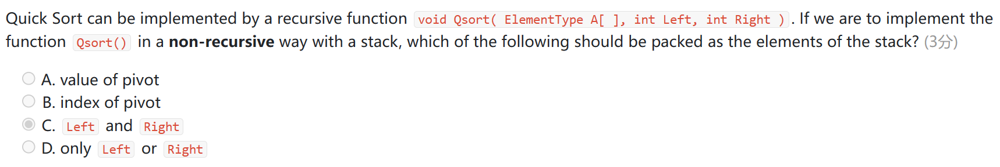 Quick Sort can be implemented by a recursive function void Qsort( ElementType A[ ], int Left, int Right ). If we are to implement the
function Qsort() in a non-recursive way with a stack, which of the following should be packed as the elements of the stack? (3分)
A. value of pivot
B. index of pivot
C. Left and Right
D. only Left or Right